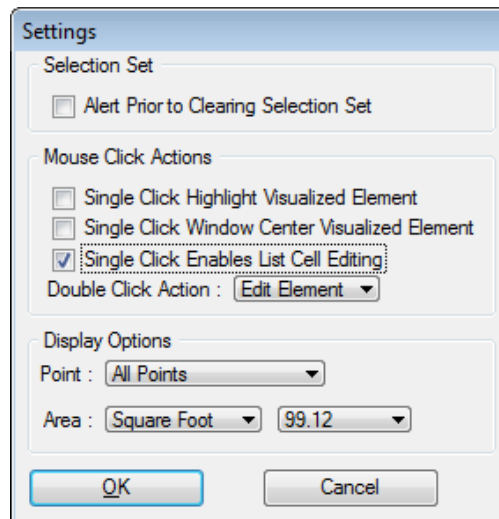 Settings
Selection Set
Alert Prior to Clearing Selection Set
Mouse Click Actions
Single Click Highlight Visualized Element
Single Click Window Center Visualized Element
Single Click Enables List Cell Editing
Double Click Action : Edit Element
Display Options
Point : All Points
Area : Square Foot 99.12
OK Cancel